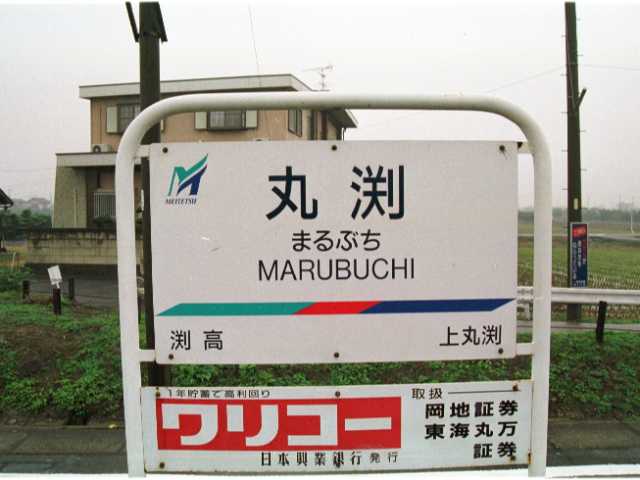 MEITETSU
丸渕
まるぶち
MARUBUCHI
渕高
上丸渕
1年貯蓄で高利回り
ワリコー
日本興業銀行 発行
取扱
岡地証券
東海丸万
証券